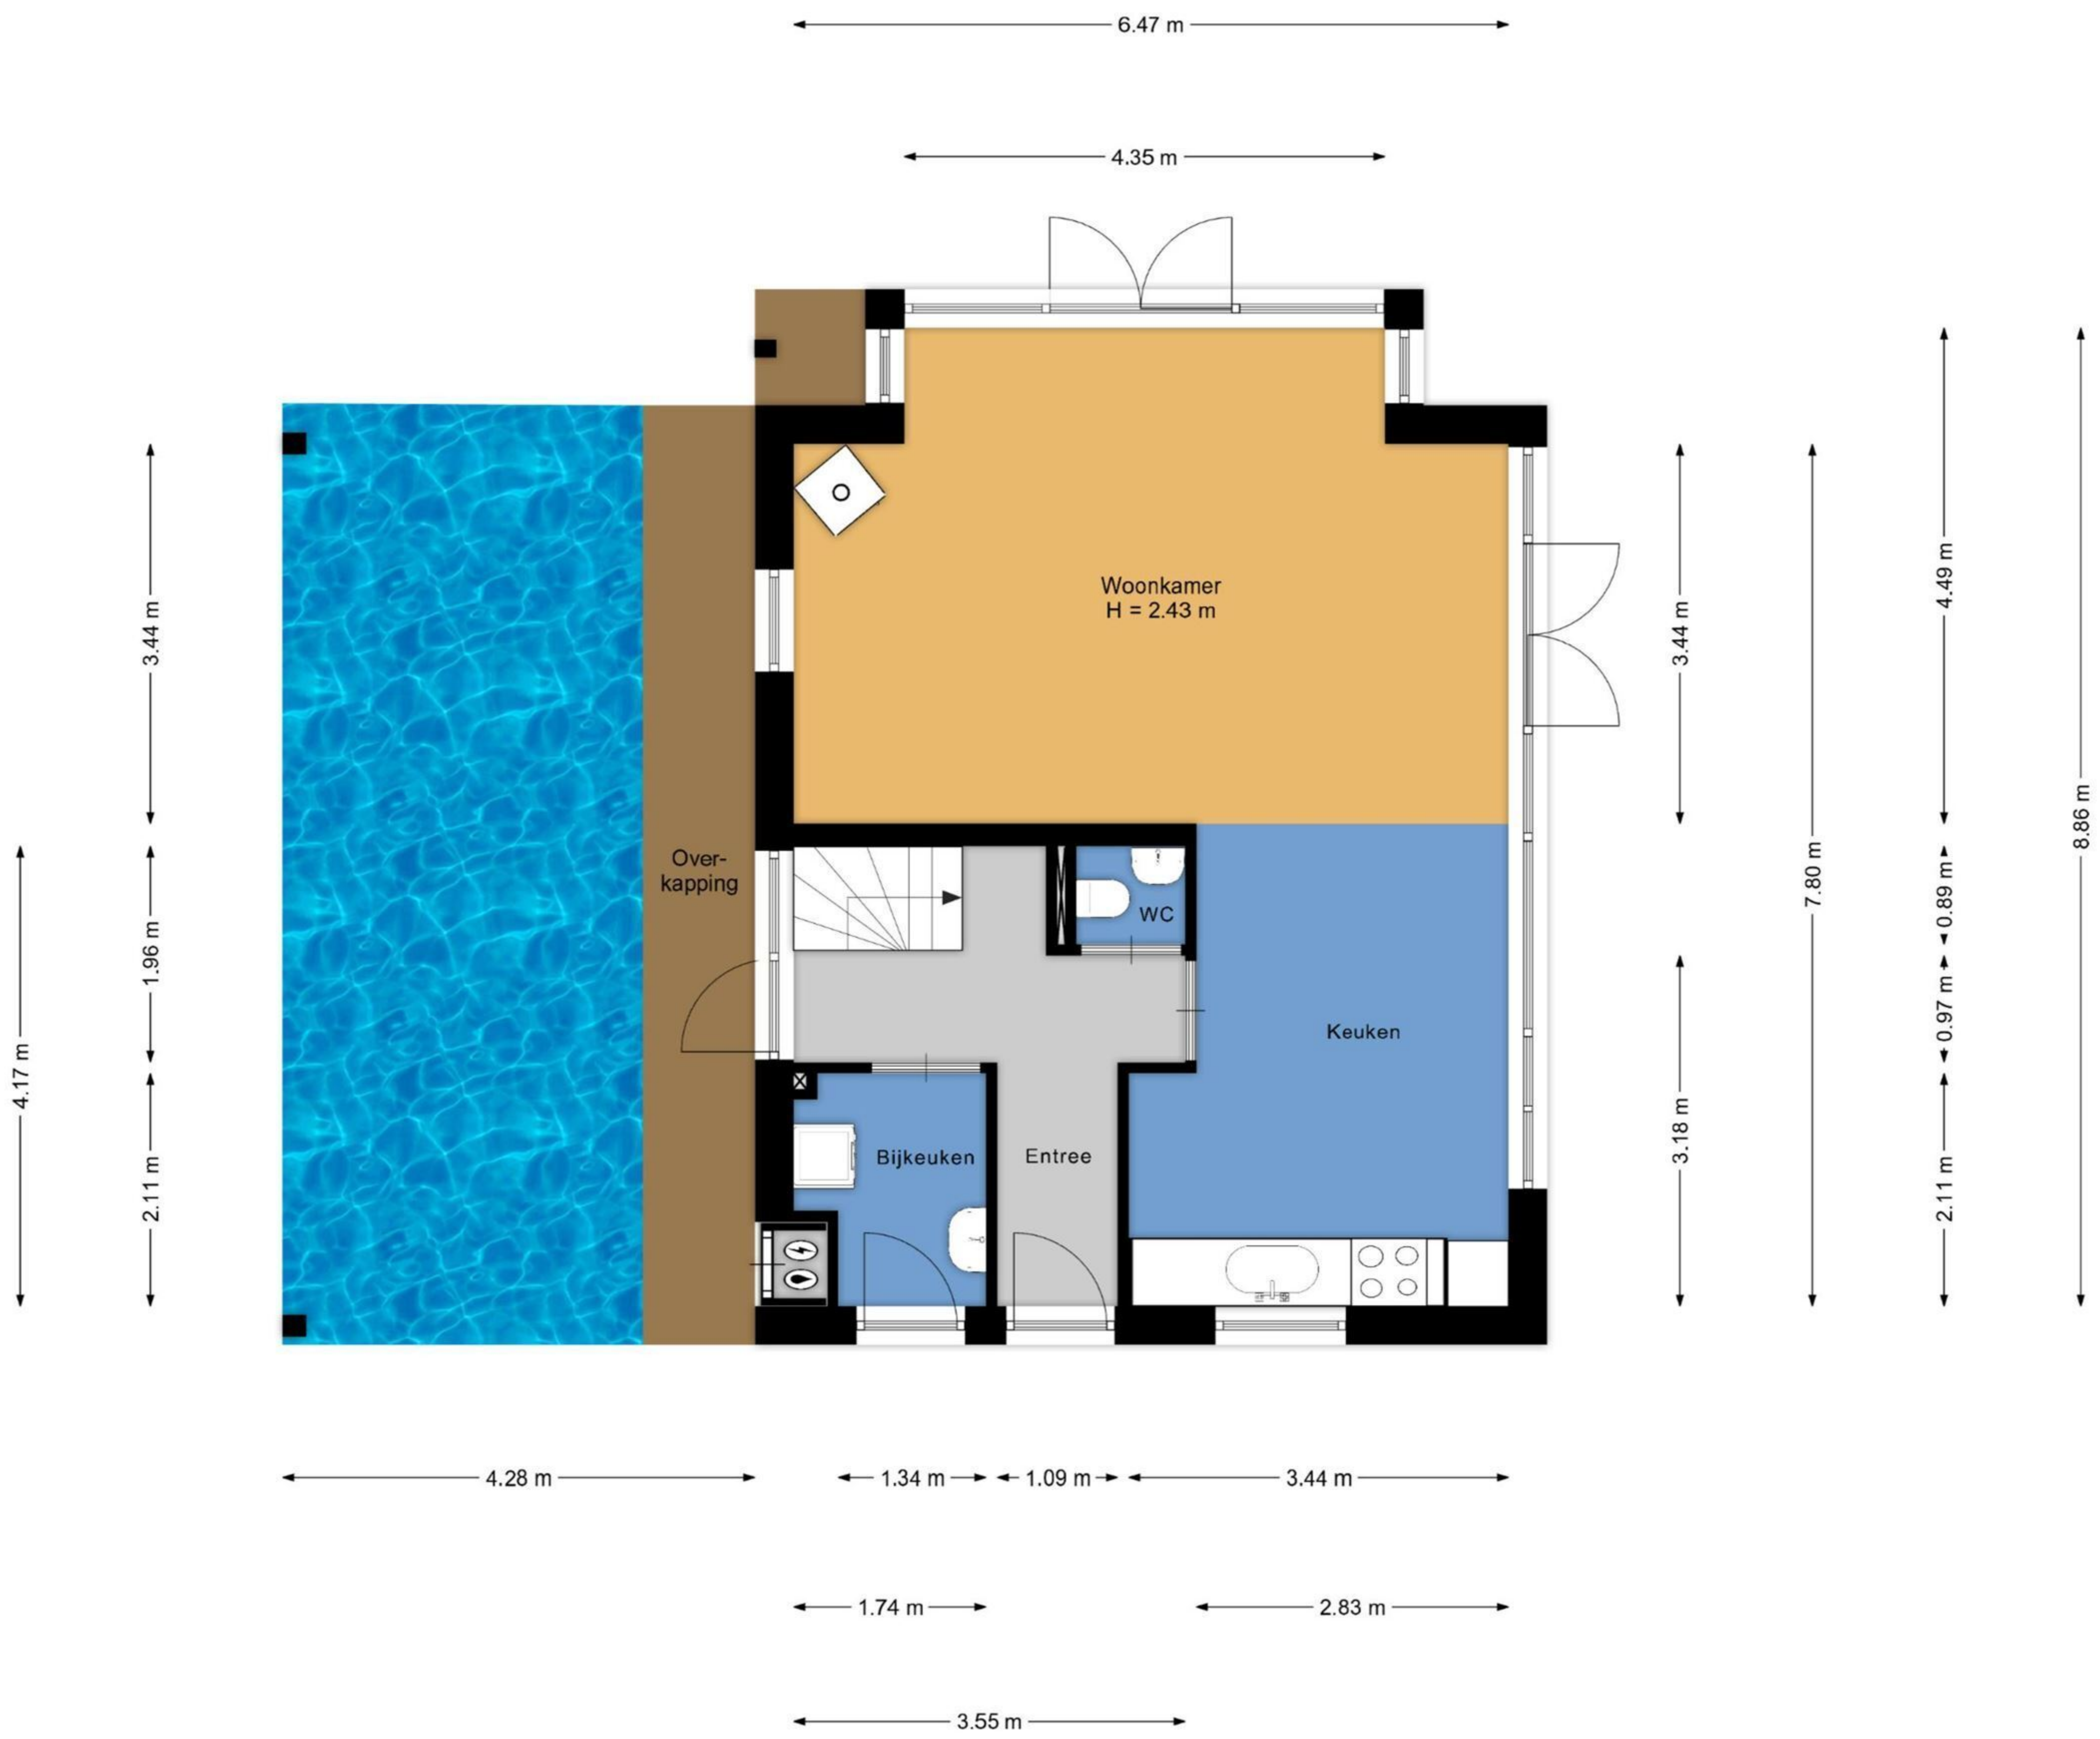 6.47 m
4.35 m
Woonkamer
H = 2.43 m
3.44 m
3.44 m
4.49 m
8.86 m
7.80 m
Over-
kapping
WC
0.89 m
1.96 m
0.97 m
Keuken
4.17 m
Bijkeuken
Entree
3.18 m
2.11 m
2.11 m
4.28 m
1.34 m
1.09 m
3.44 m
1.74 m
2.83 m
3.55 m